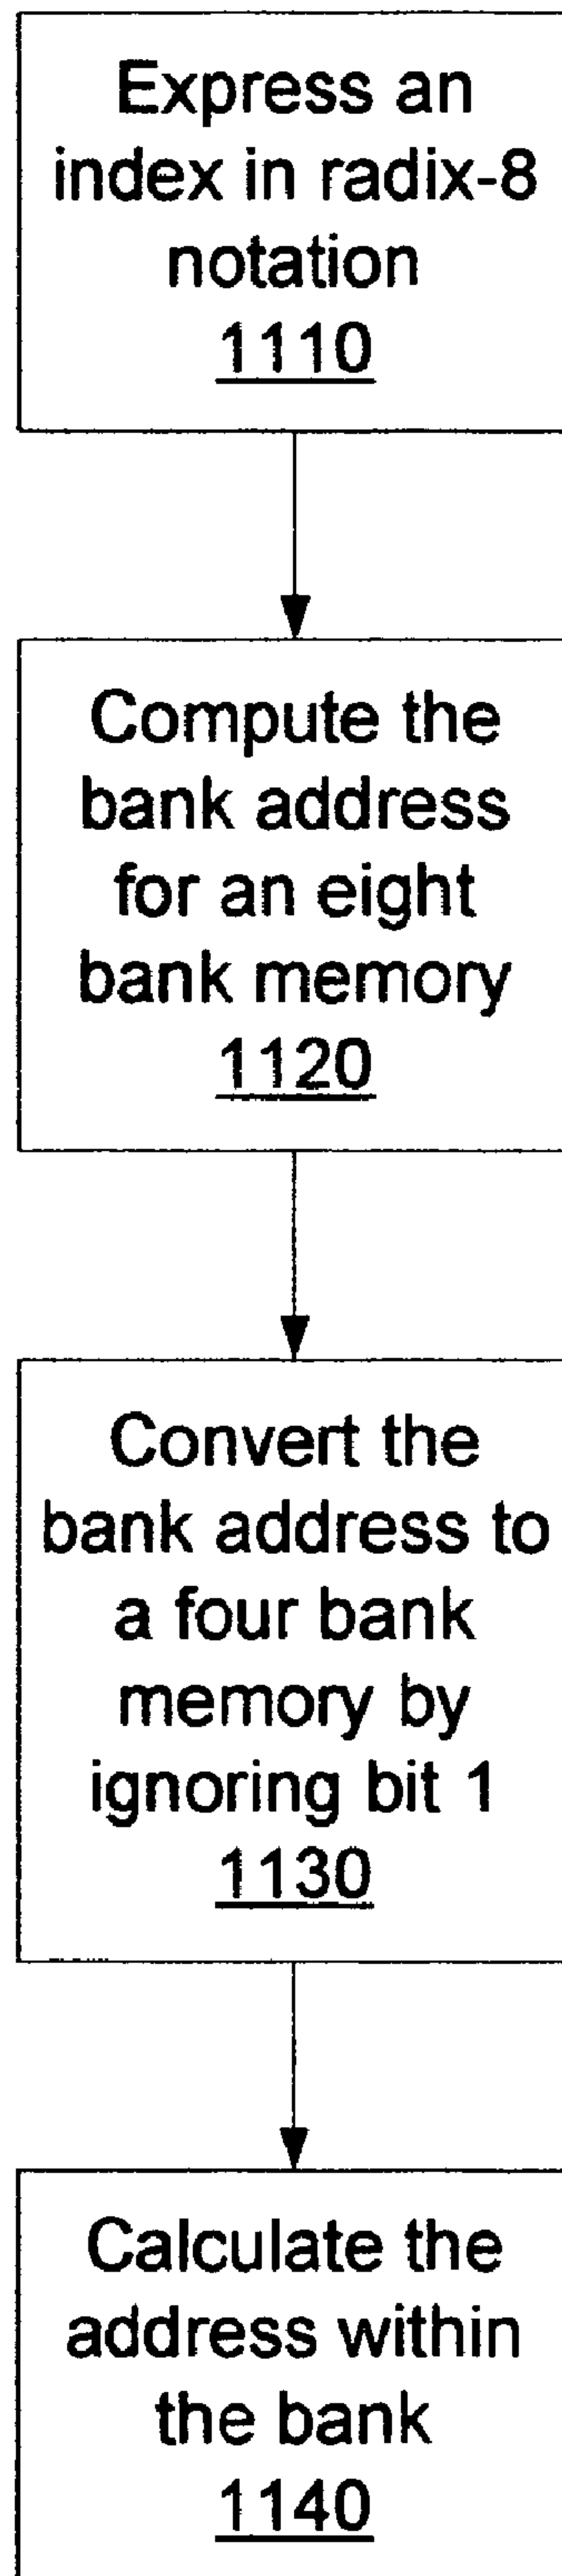 Express an
index in radix-8
notation
1110
Compute the
bank address
for an eight
bank memory
1120
Convert the
bank address to
a four bank
memory by
ignoring bit 1
1130
Calculate the
address within
the bank
1140